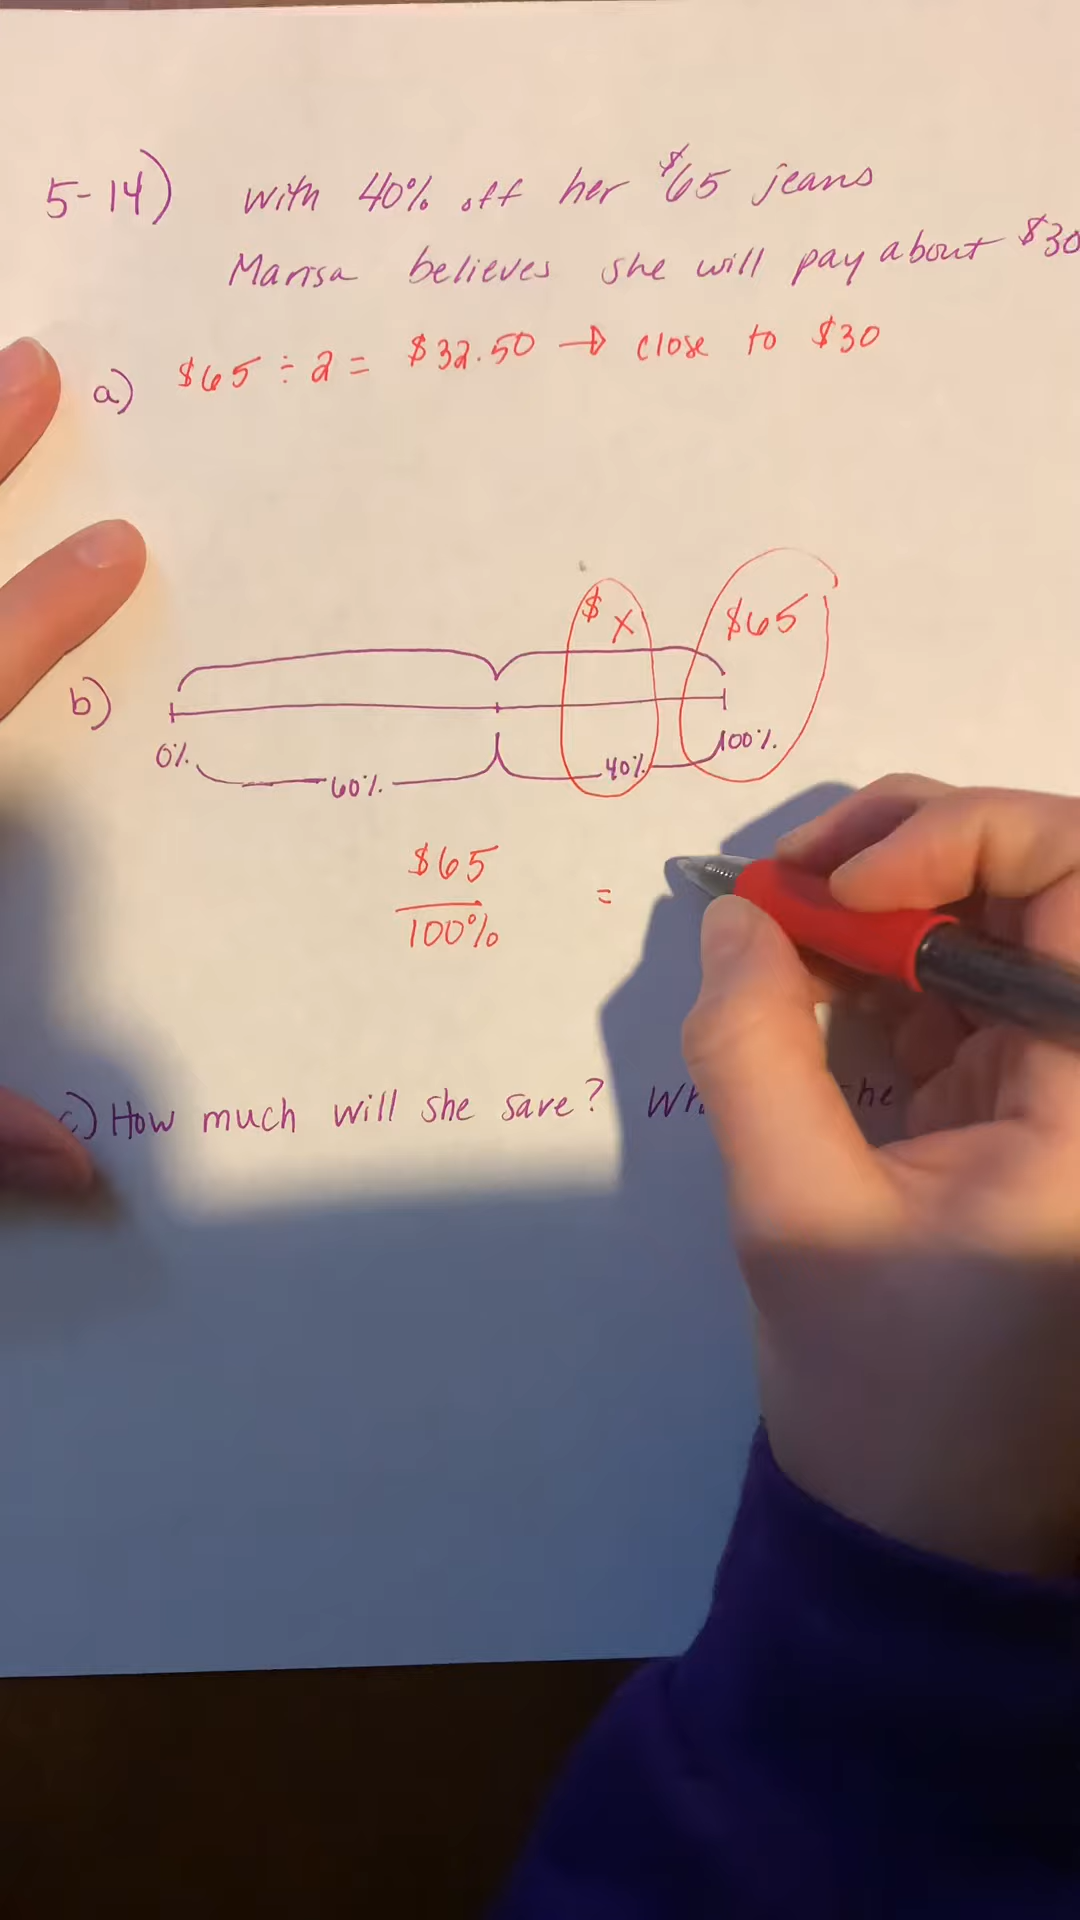 5-14) with 40% off her $65 jeans
Marisa believes she will pay about $30
a) $65 ÷ 2 = $32.50 → close to $30
$ x $65
b)
0% 60% 40% 100%
$65
=
100%
c) How much will she save? he